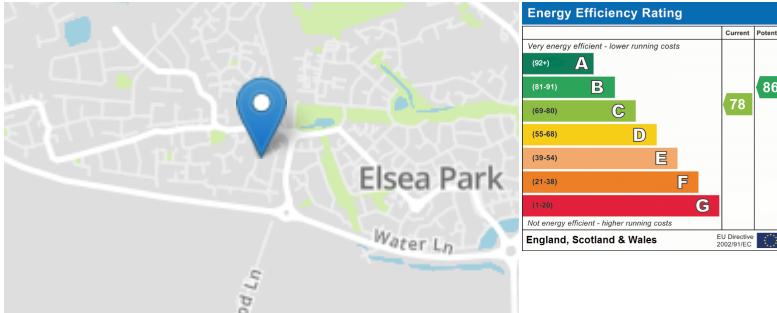 Elsea Park
Water Ln
Energy Efficiency Rating
Current
Very energy efficient - lower running costs
(92+) A
(81-91) B
86
(69-80) C
78
(55-68) D
(39-54) E
(21-38) F
(1-20) G
Not energy efficient - higher running costs
England, Scotland & Wales
EU Directive
2002/91/EC